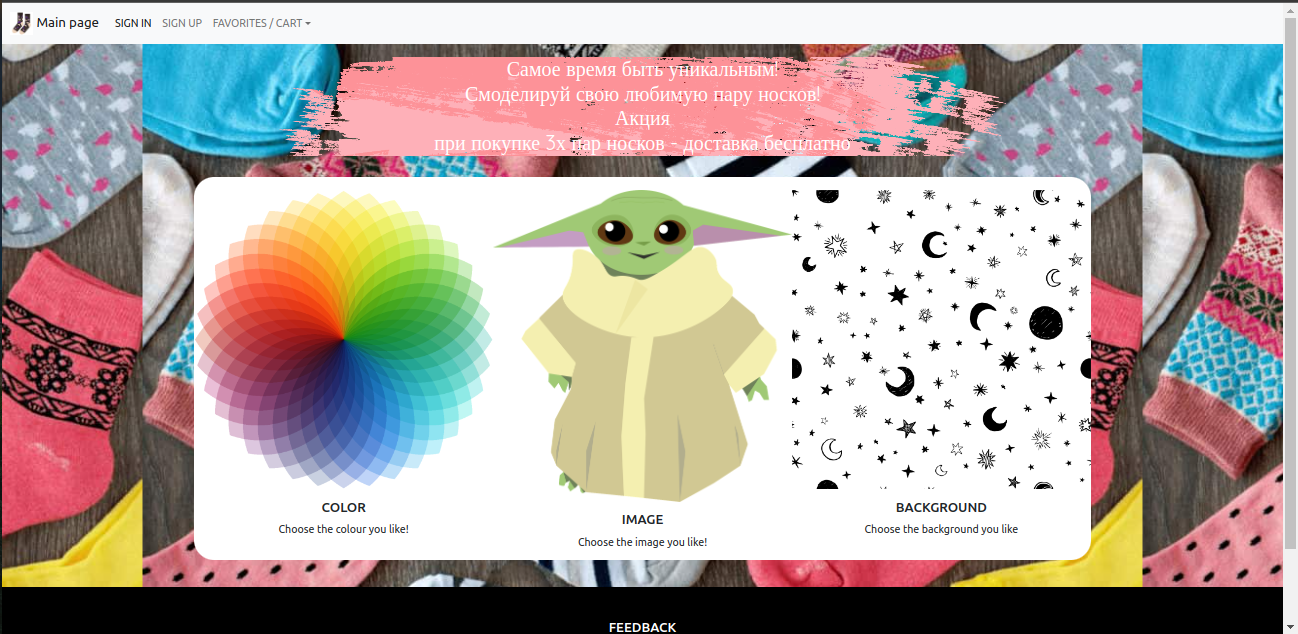 Main page SIGN IN SIGN UP FAVORITES / CART
Самое время быть уникальным!
Смоделируй свою любимую пару носков!
Акция
при покупке 3х пар носков - доставка бесплатно
COLOR
Choose the colour you like!
IMAGE
Choose the image you like!
BACKGROUND
Choose the background you like
FEEDBACK